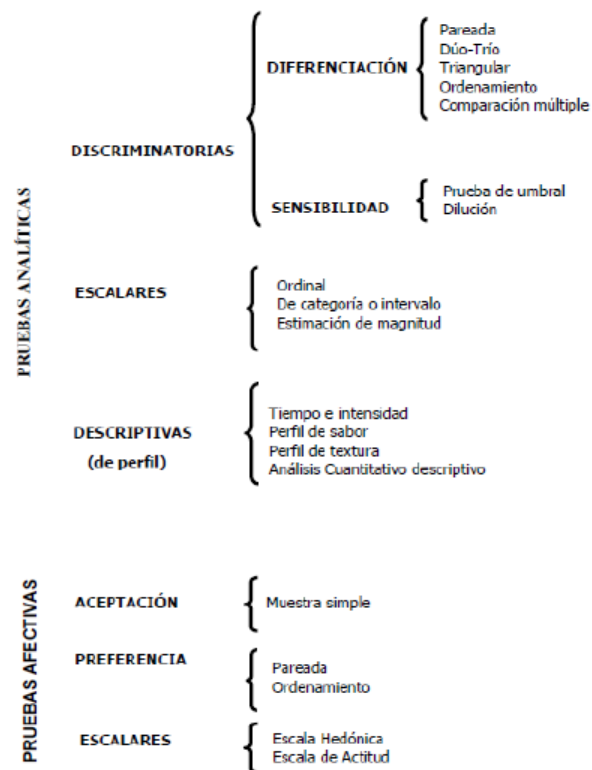 PRUEBAS ANALÍTICAS
DISCRIMINATORIAS
DIFERENCIACIÓN
Pareada
Dúo-Trío
Triangular
Ordenamiento
Comparación múltiple
SENSIBILIDAD
Prueba de umbral
Dilución
ESCALARES
Ordinal
De categoría o intervalo
Estimación de magnitud
DESCRIPTIVAS
(de perfil)
Tiempo e intensidad
Perfil de sabor
Perfil de textura
Análisis Cuantitativo descriptivo
PRUEBAS AFECTIVAS
ACEPTACIÓN
Muestra simple
PREFERENCIA
Pareada
Ordenamiento
ESCALARES
Escala Hedónica
Escala de Actitud